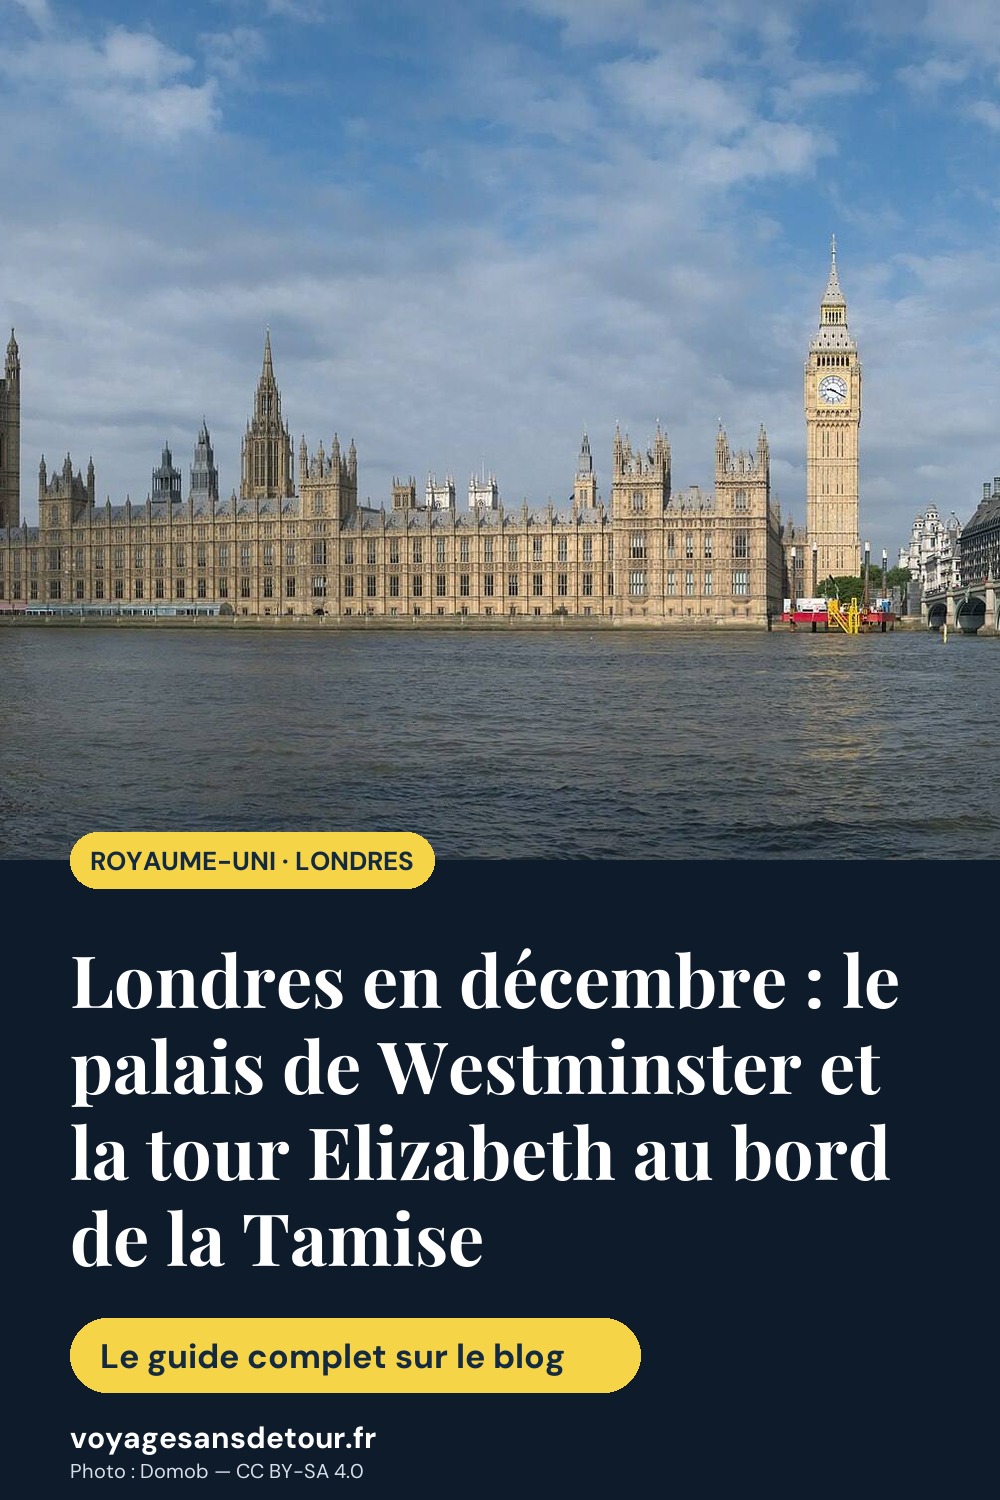 ROYAUME-UNI · LONDRES
Londres en décembre : le
palais de Westminster et
la tour Elizabeth au bord
de la Tamise
Le guide complet sur le blog
voyagesansdetour.fr
Photo : Domob — CC BY-SA 4.0